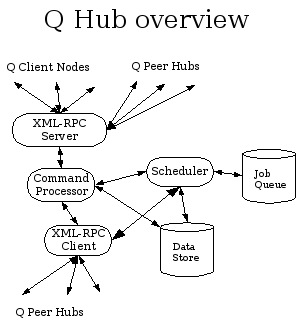 Q Hub overview
Q Client Nodes
Q Peer Hubs
XML-RPC
Server
Command
Processor
Scheduler
Job
Queue
XML-RPC
Client
Data
Store
Q Peer Hubs